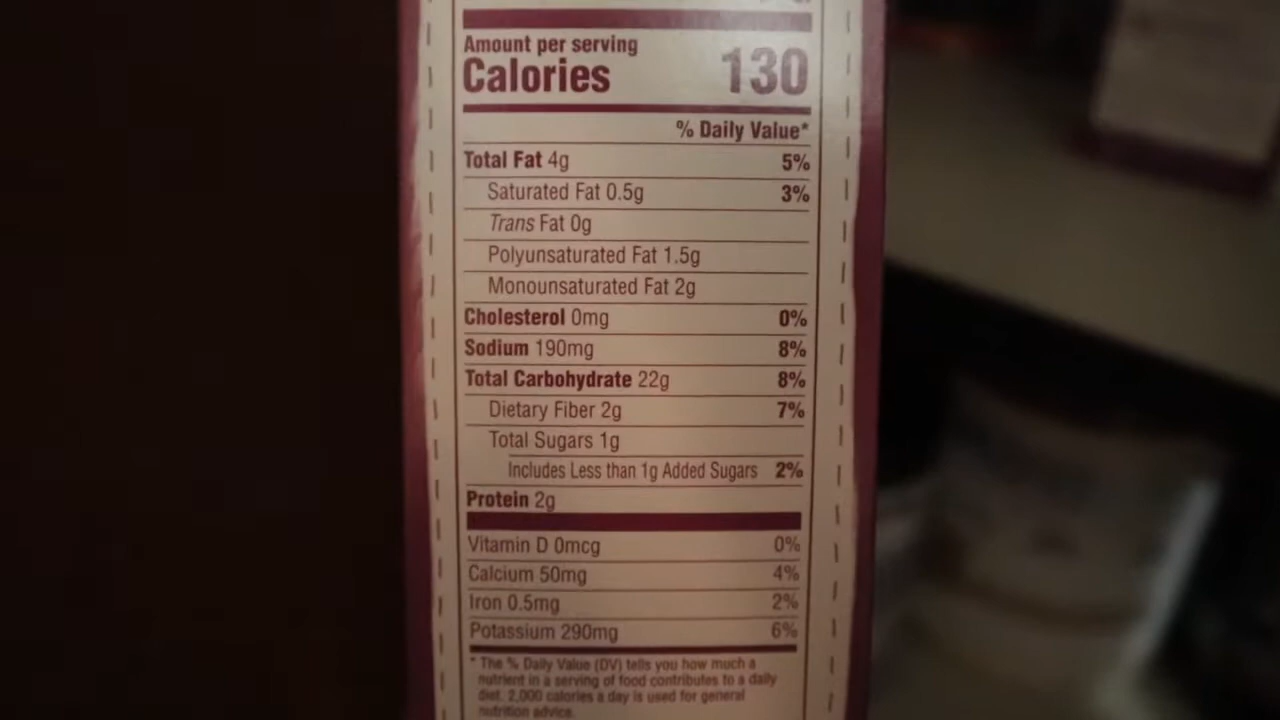 Amount per serving
Calories 130
% Daily Value*
Total Fat 4g 5%
Saturated Fat 0.5g 3%
Trans Fat 0g
Polyunsaturated Fat 1.5g
Monounsaturated Fat 2g
Cholesterol 0mg 0%
Sodium 190mg 8%
Total Carbohydrate 22g 8%
Dietary Fiber 2g 7%
Total Sugars 1g
Includes Less than 1g Added Sugars 2%
Protein 2g
Vitamin D 0mcg 0%
Calcium 50mg 4%
Iron 0.5mg 2%
Potassium 290mg 6%
* The % Daily Value (DV) tells you how much a
nutrient in a serving of food contributes to a daily
diet. 2,000 calories a day is used for general
nutrition advice.